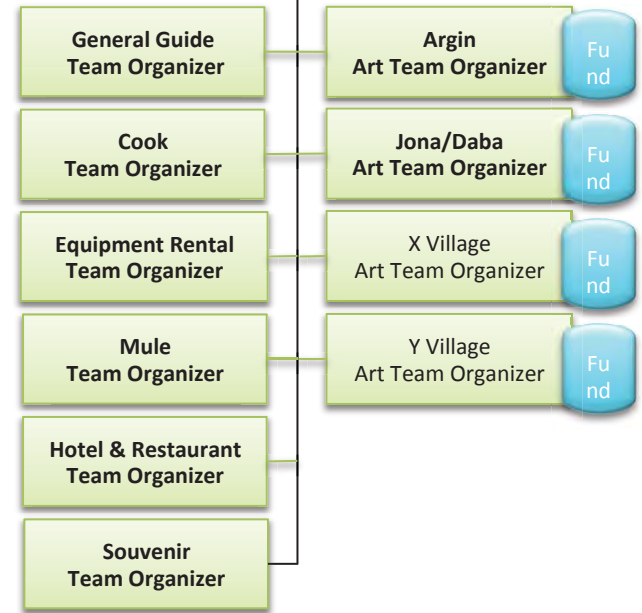 General Guide
Team Organizer
Argin
Art Team Organizer
Fu
nd
Cook
Team Organizer
Jona/Daba
Art Team Organizer
Fu
nd
Equipment Rental
Team Organizer
X Village
Art Team Organizer
Fu
nd
Mule
Team Organizer
Y Village
Art Team Organizer
Fu
nd
Hotel & Restaurant
Team Organizer
Souvenir
Team Organizer